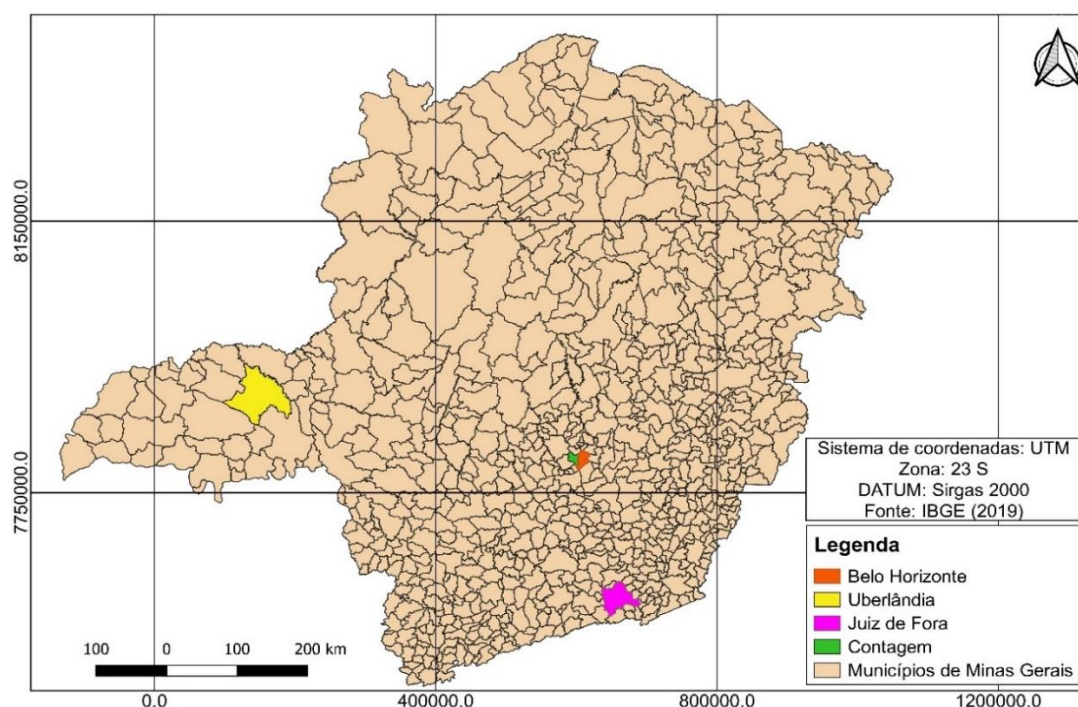 8150000.0
7750000.0
Sistema de coordenadas: UTM
Zona: 23 S
DATUM: Sirgas 2000
Fonte: IBGE (2019)
Legenda
Belo Horizonte
Uberlândia
Juiz de Fora
Contagem
Municípios de Minas Gerais
100 0 100 200 km
0.0 400000.0 800000.0 1200000.0